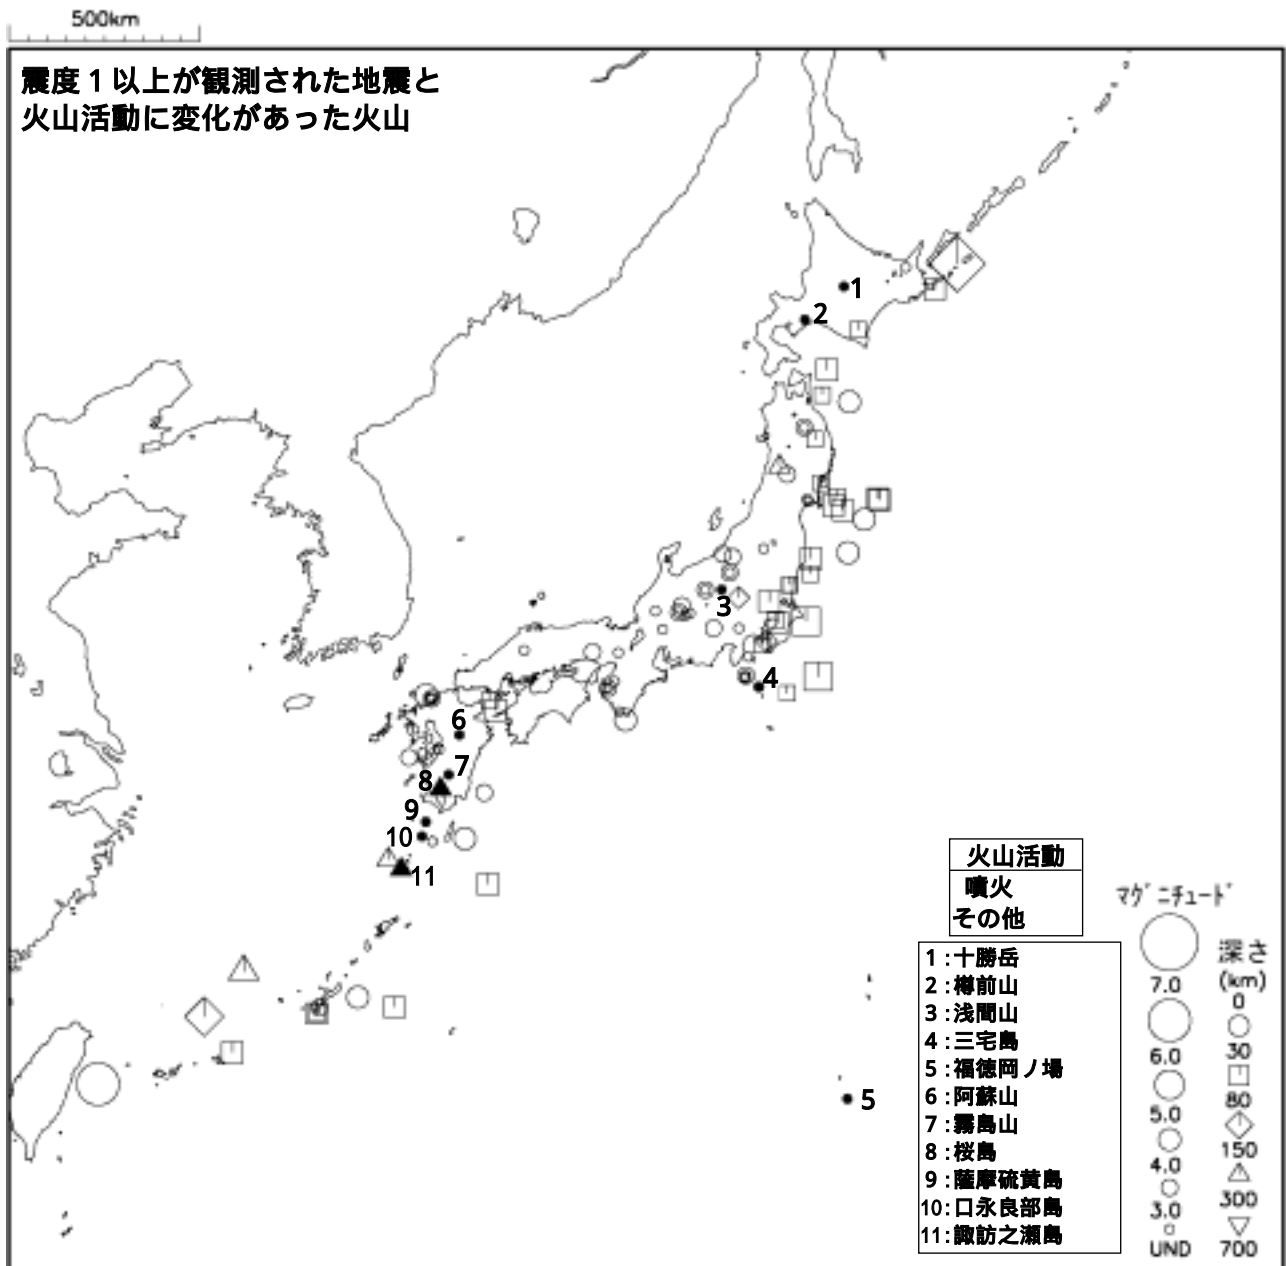 500km
震度1以上が観測された地震と
火山活動に変化があった火山
1
2
3
4
6
7
8
9
10
11
5
火山活動
噴火
その他
1:十勝岳
2:樽前山
3:浅間山
4:三宅島
5:福徳岡ノ場
6:阿蘇山
7:霧島山
8:桜島
9:薩摩硫黄島
10:口永良部島
11:諏訪之瀬島
マグニチュード
7.0
6.0
5.0
4.0
3.0
UND
深さ
(km)
0
30
80
150
300
700